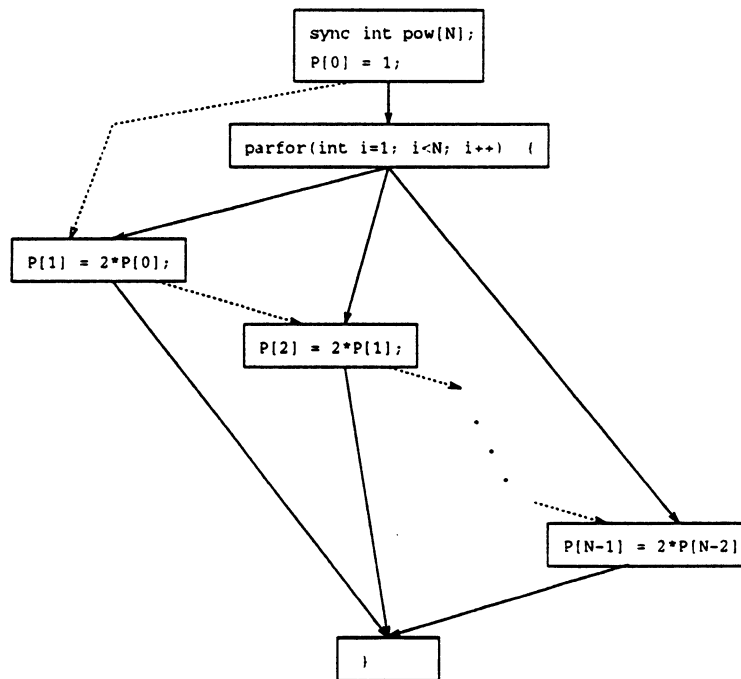 sync int pow[N];
P[0] = 1;
parfor(int i=1; i<N; i++) {
P[1] = 2*P[0];
P[2] = 2*P[1];
P[N-1] = 2*P[N-2]
}